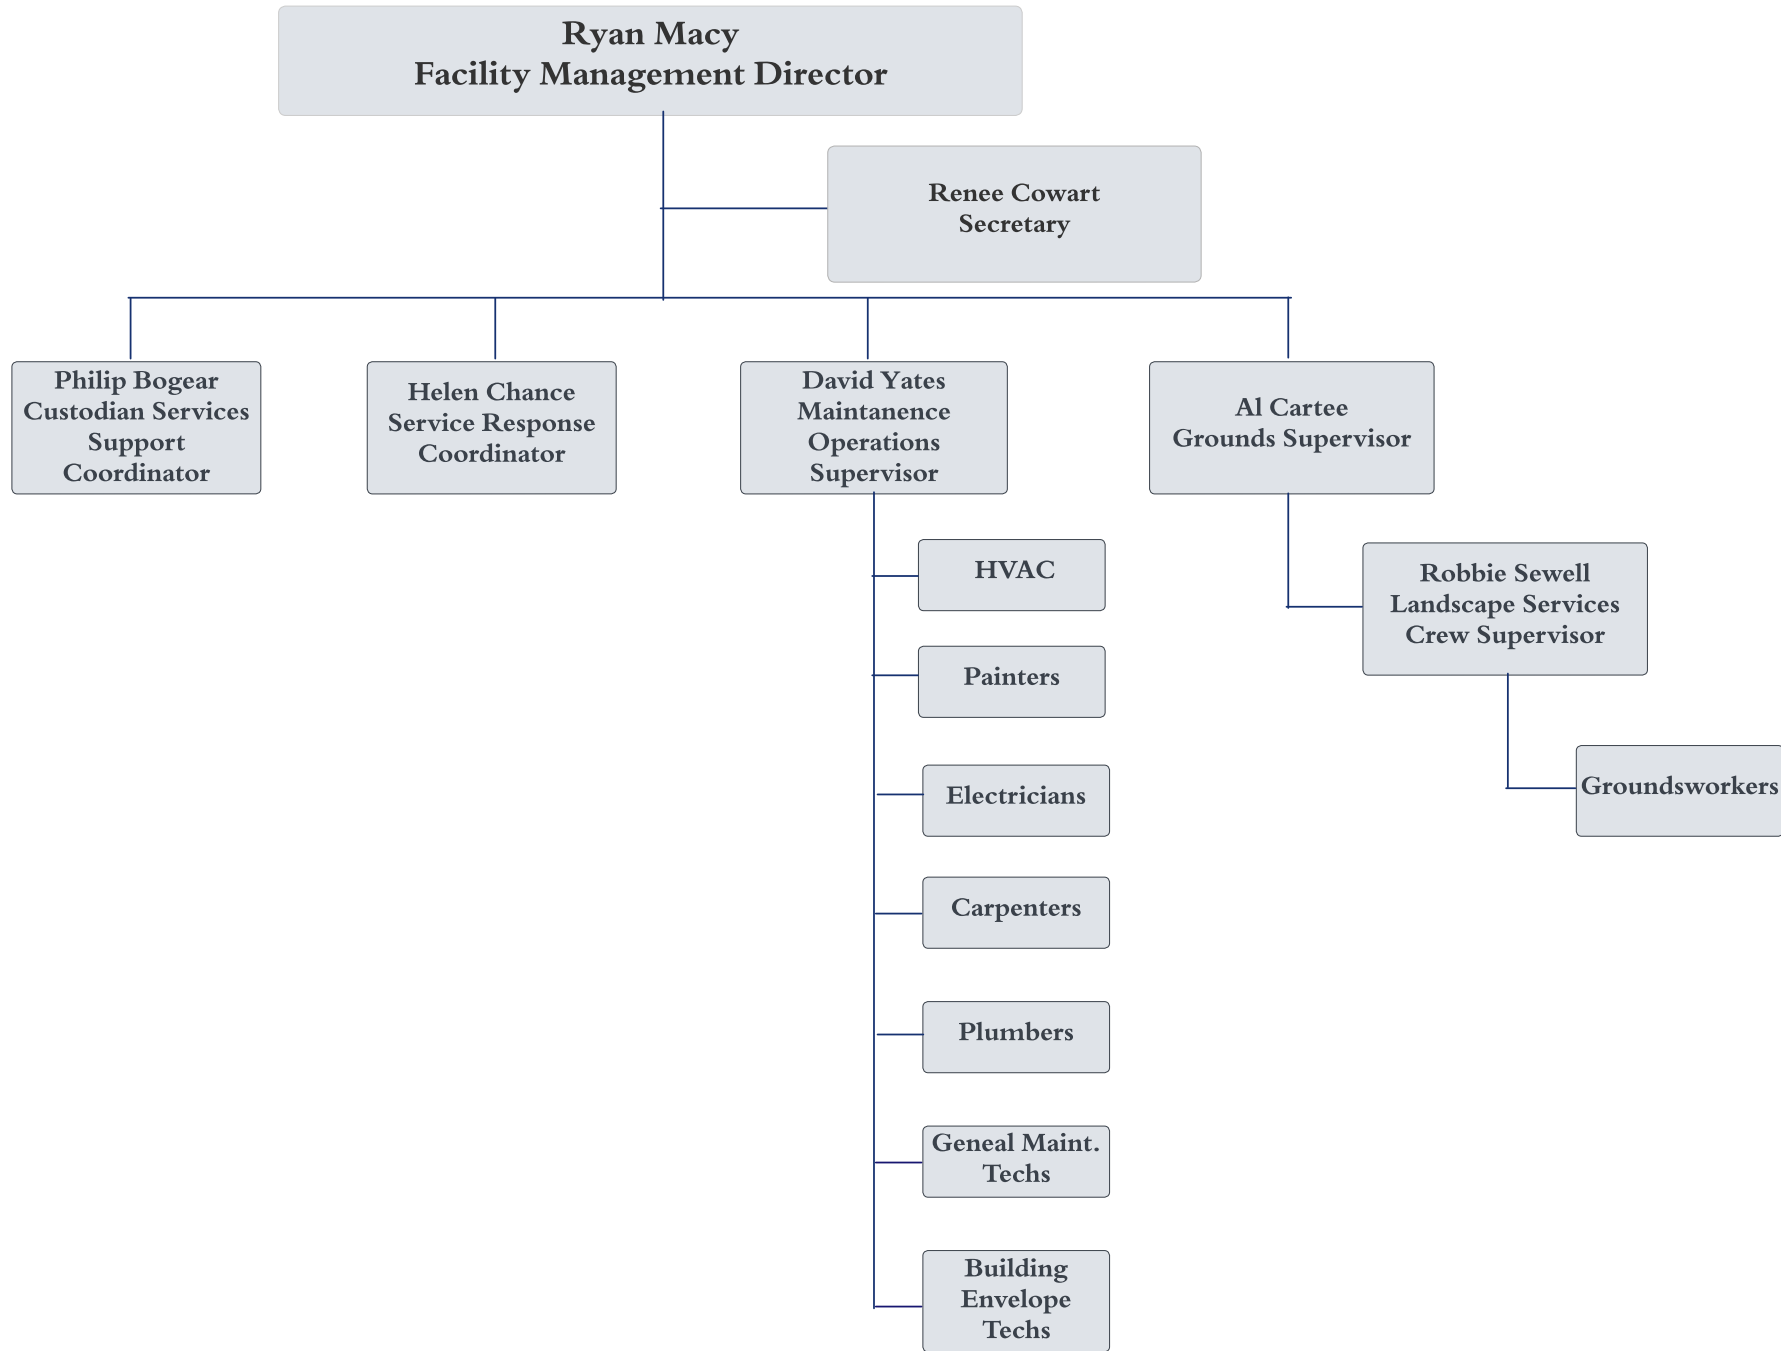 Ryan Macy
Facility Management Director
Renee Cowart
Secretary
Philip Bogear
Custodian Services
Support
Coordinator
Helen Chance
Service Response
Coordinator
David Yates
Maintanence
Operations
Supervisor
Al Cartee
Grounds Supervisor
HVAC
Painters
Electricians
Carpenters
Plumbers
Geneal Maint.
Techs
Building
Envelope
Techs
Robbie Sewell
Landscape Services
Crew Supervisor
Groundsworkers